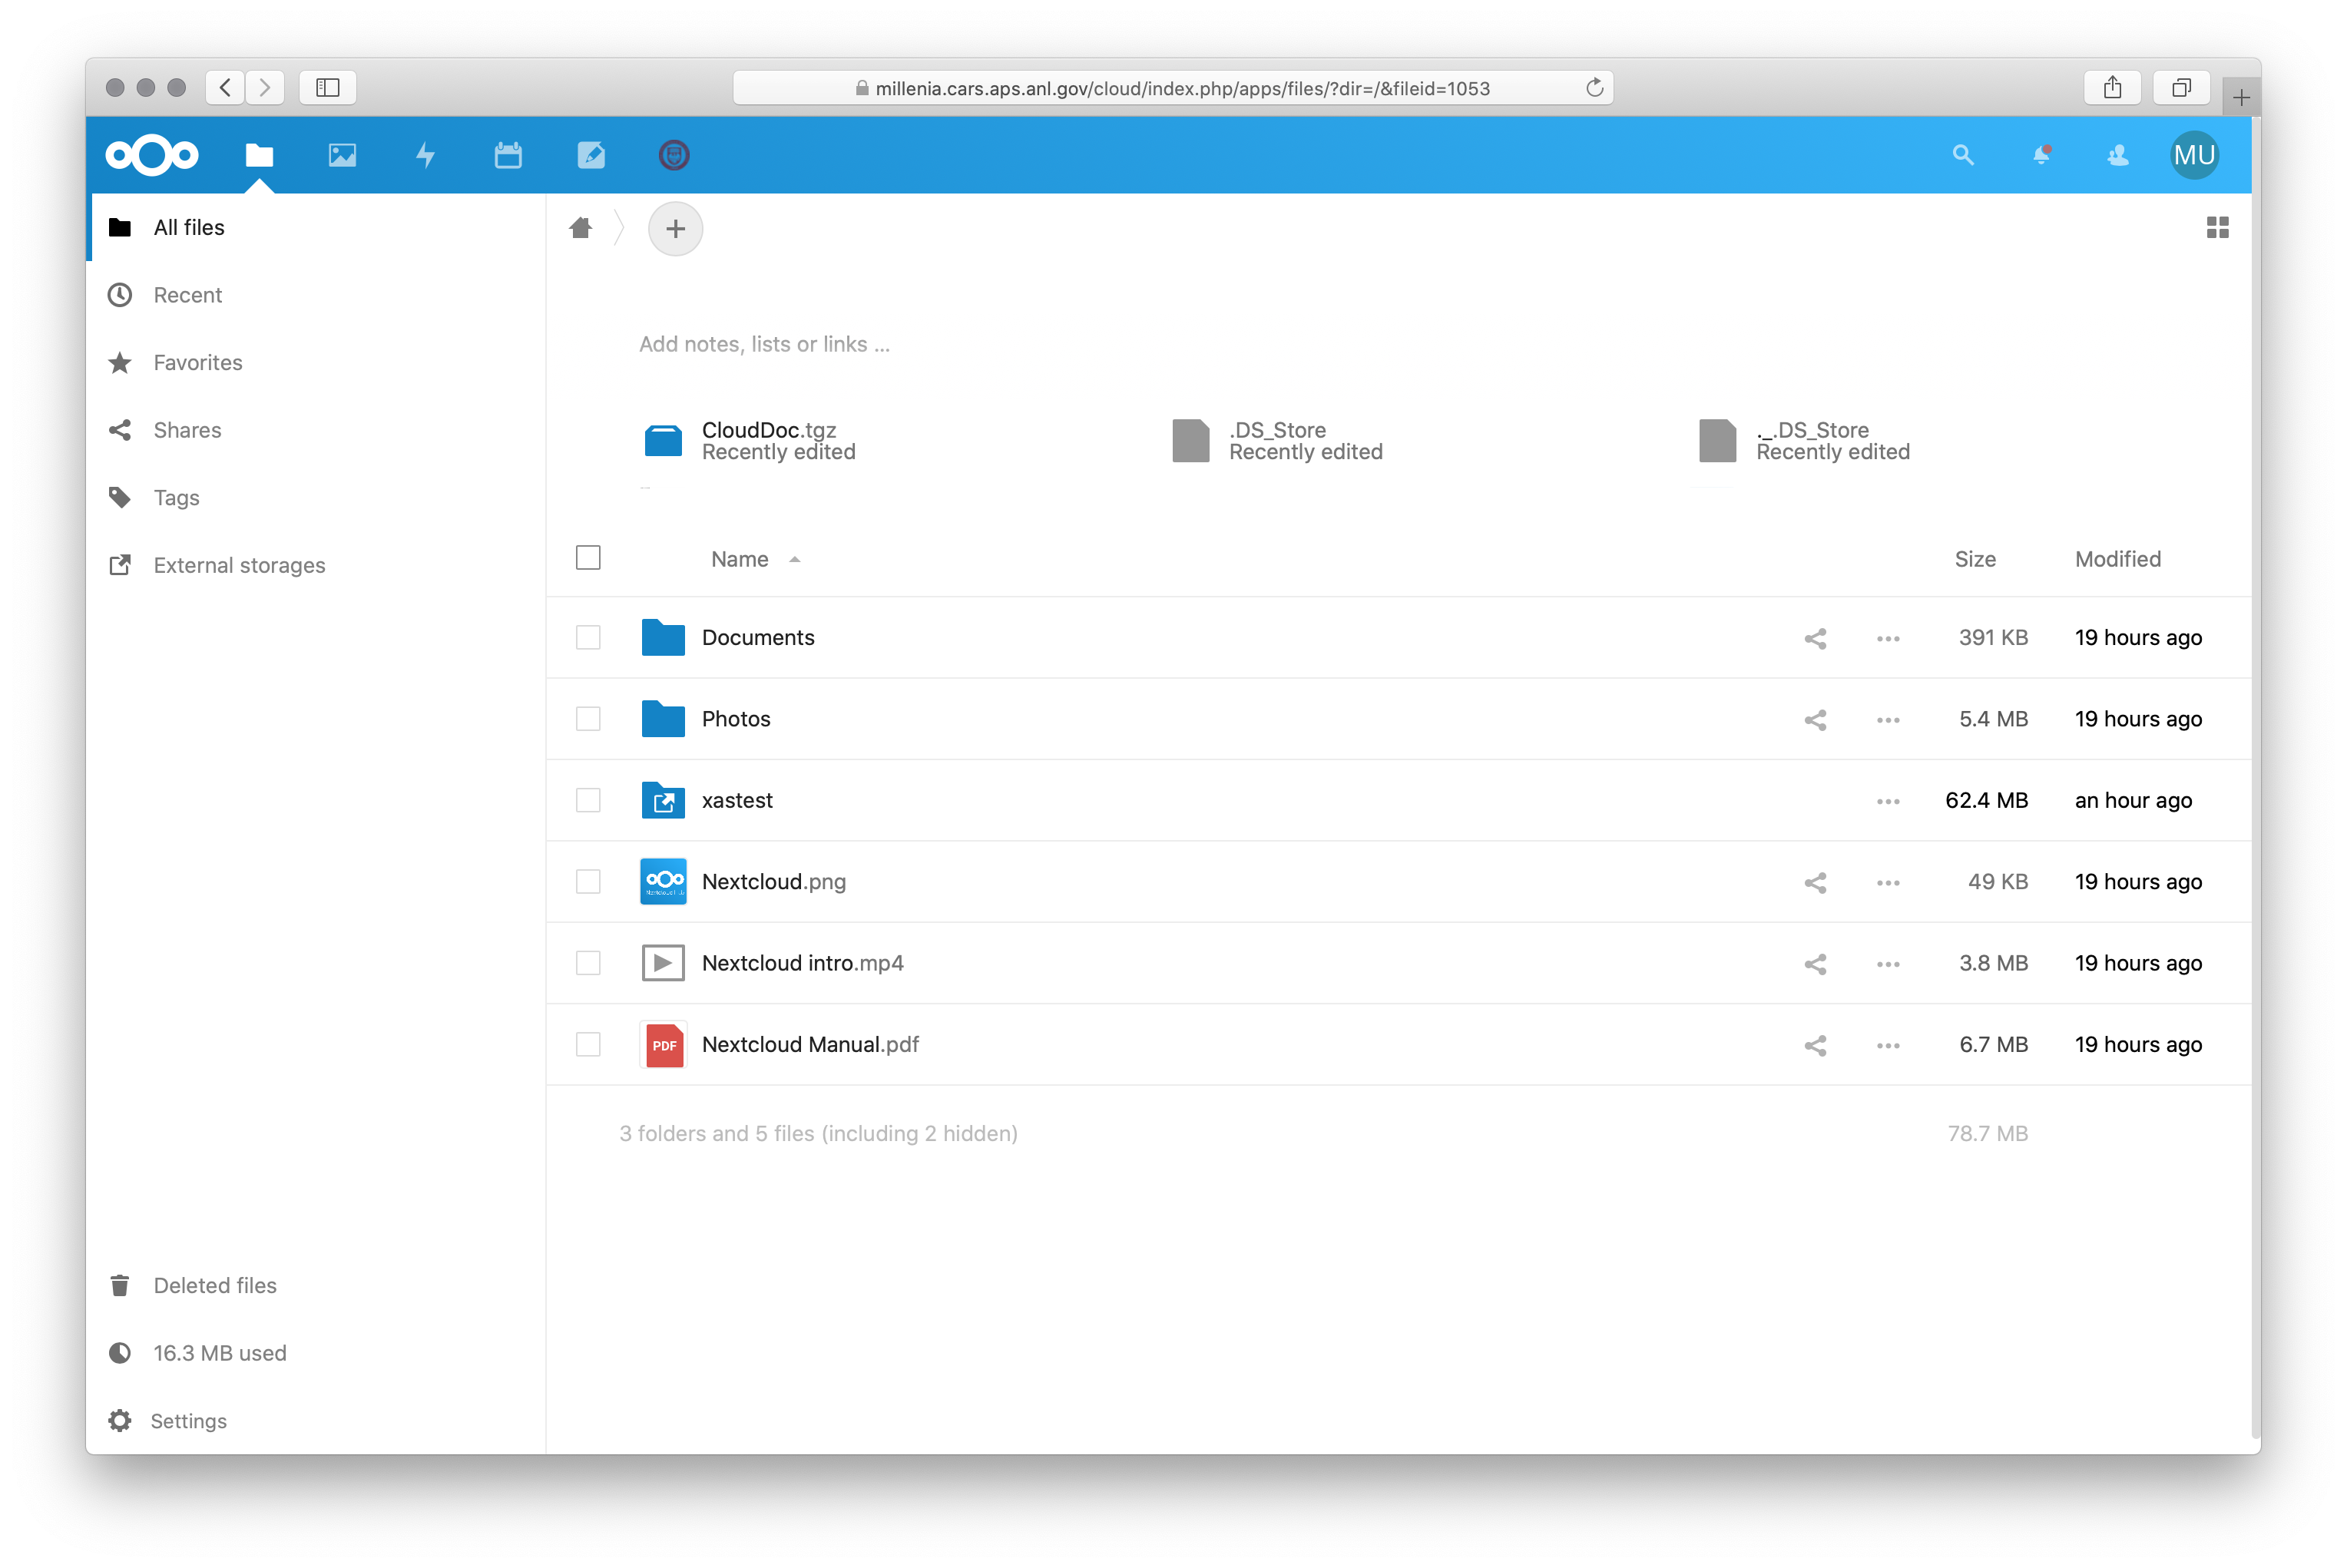 millenia.cars.aps.anl.gov/cloud/index.php/apps/files/?dir=/&fileid=1053
MU
All files
Recent
Favorites
Shares
Tags
External storages
Add notes, lists or links ...
CloudDoc.tgz
Recently edited
.DS_Store
Recently edited
._.DS_Store
Recently edited
Name Size Modified
Documents 391 KB 19 hours ago
Photos 5.4 MB 19 hours ago
xastest 62.4 MB an hour ago
Nextcloud.png 49 KB 19 hours ago
Nextcloud intro.mp4 3.8 MB 19 hours ago
PDF Nextcloud Manual.pdf 6.7 MB 19 hours ago
3 folders and 5 files (including 2 hidden) 78.7 MB
Deleted files
16.3 MB used
Settings